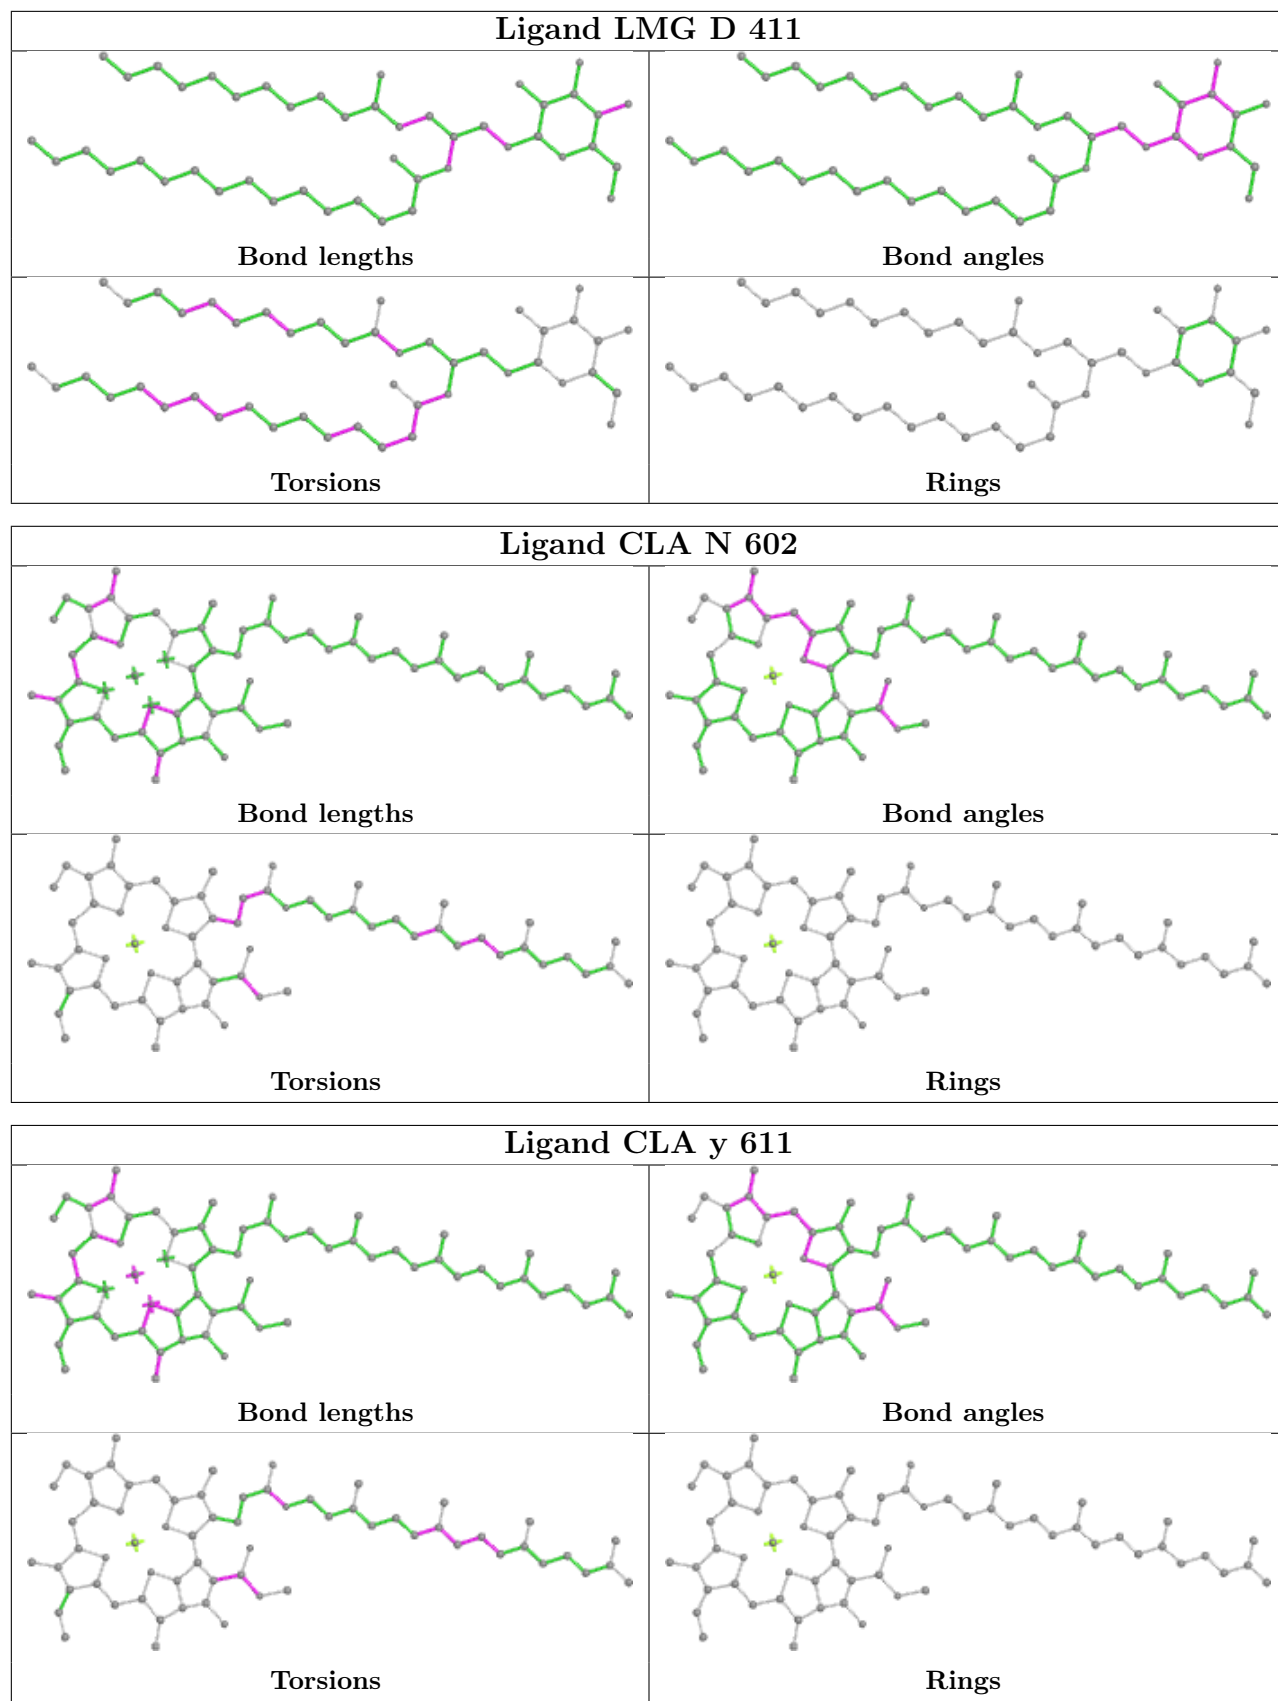 Ligand LMG D 411
Bond lengths
Bond angles
Torsions
Rings
Ligand CLA N 602
Bond lengths
Bond angles
Torsions
Rings
Ligand CLA y 611
Bond lengths
Bond angles
Torsions
Rings